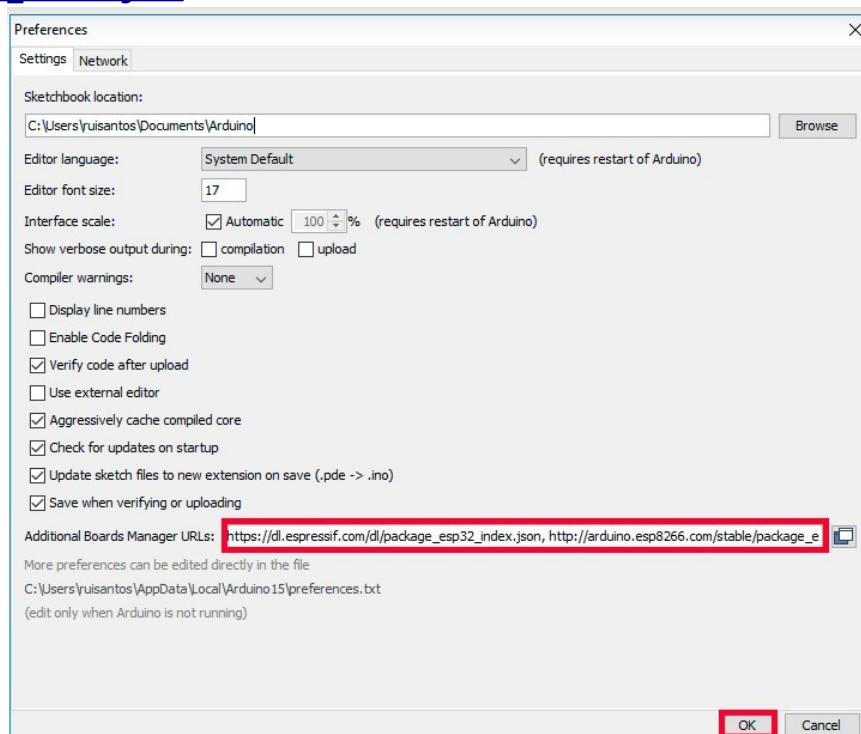 Preferences
Settings Network
Sketchbook location:
C:\Users\ruisantos\Documents\Arduino Browse
Editor language: System Default (requires restart of Arduino)
Editor font size: 17
Interface scale: Automatic 100 % (requires restart of Arduino)
Show verbose output during: compilation upload
Compiler warnings: None
Display line numbers
Enable Code Folding
Verify code after upload
Use external editor
Aggressively cache compiled core
Check for updates on startup
Update sketch files to new extension on save (.pde -> .ino)
Save when verifying or uploading
Additional Boards Manager URLs: https://dl.espressif.com/dl/package_esp32_index.json, http://arduino.esp8266.com/stable/package_e
More preferences can be edited directly in the file
C:\Users\ruisantos\AppData\Local\Arduino15\preferences.txt
(edit only when Arduino is not running)
OK Cancel